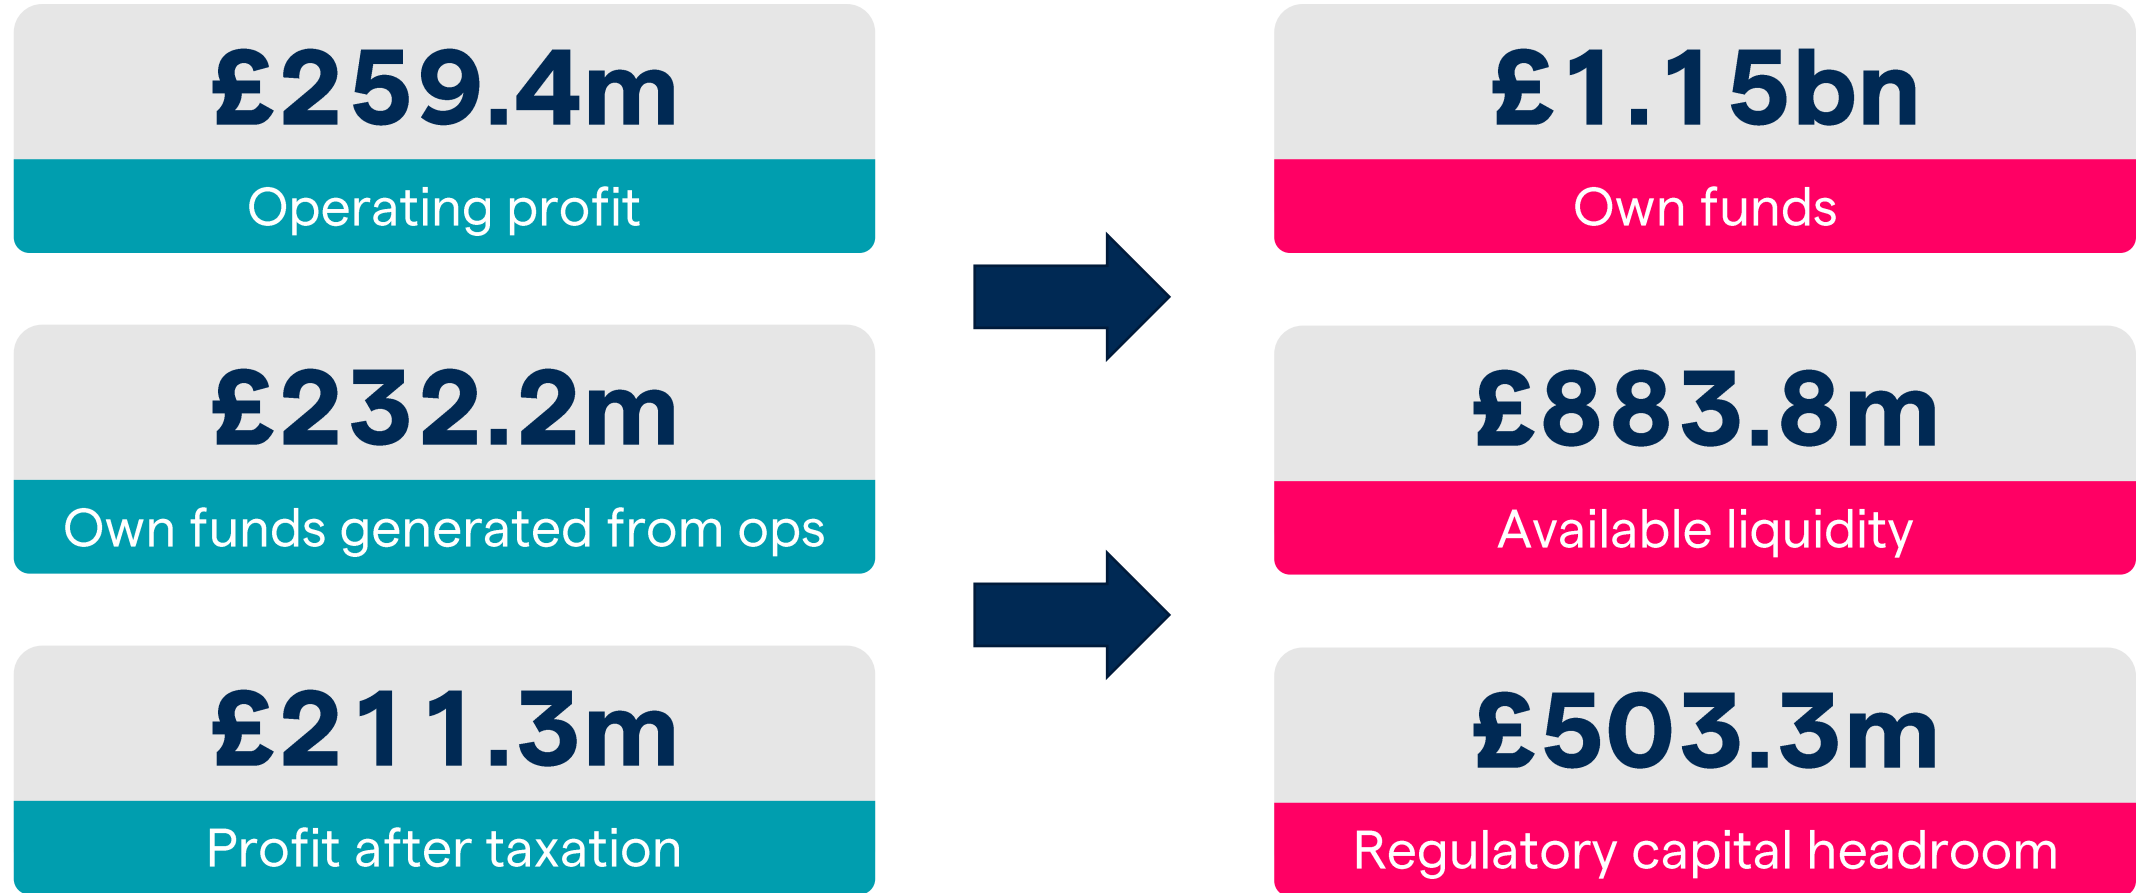 £259.4m
Operating profit
£232.2m
Own funds generated from ops
£211.3m
Profit after taxation
£1.15bn
Own funds
£883.8m
Available liquidity
£503.3m
Regulatory capital headroom